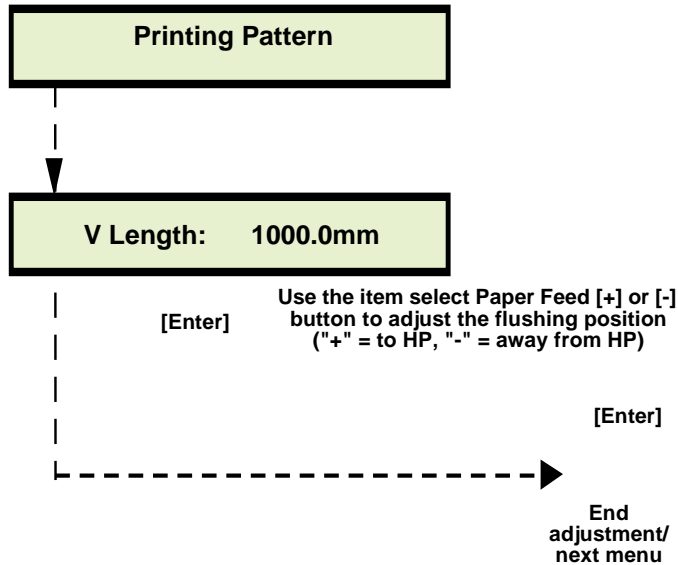 Printing Pattern
V Length: 1000.0mm
[Enter]
Use the item select Paper Feed [+] or [-]
button to adjust the flushing position
("+" = to HP, "-" = away from HP)
[Enter]
End
adjustment/
next menu